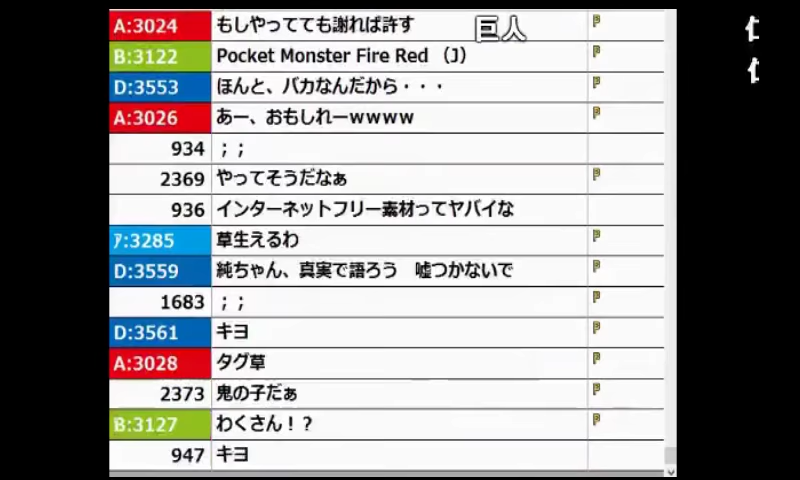 A:3024 もしやってても謝れば許す
巨人
B:3122 Pocket Monster Fire Red （J）
D:3553 ほんと、バカなんだから・・・
A:3026 あー、おもしれーwwww
934 ；；
2369 やってそうだなぁ
936 インターネットフリー素材ってヤバイな
ｱ:3285 草生えるわ
D:3559 純ちゃん、真実で語ろう　嘘つかないで
1683 ；；
D:3561 キヨ
A:3028 タグ草
2373 鬼の子だぁ
B:3127 わくさん！？
947 キヨ